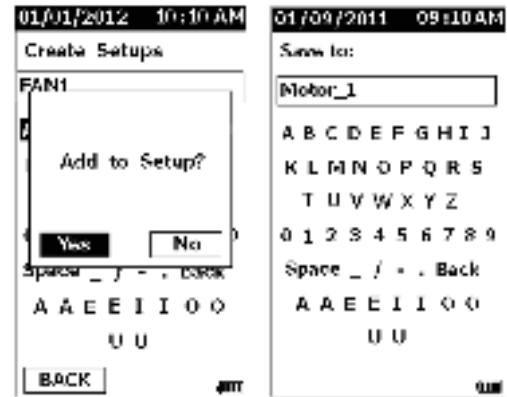 01/01/2012 10:10 AM
Create Setups
FAN1
Add to Setup?
Yes No
Space _ / - . Back
A A E E I I O O
U U
BACK
01/09/2011 09:10 AM
Save to:
Motor_1
A B C D E F G H I J
K L M N O P Q R S
T U V W X Y Z
0 1 2 3 4 5 6 7 8 9
Space _ / - . Back
A A E E I I O O
U U